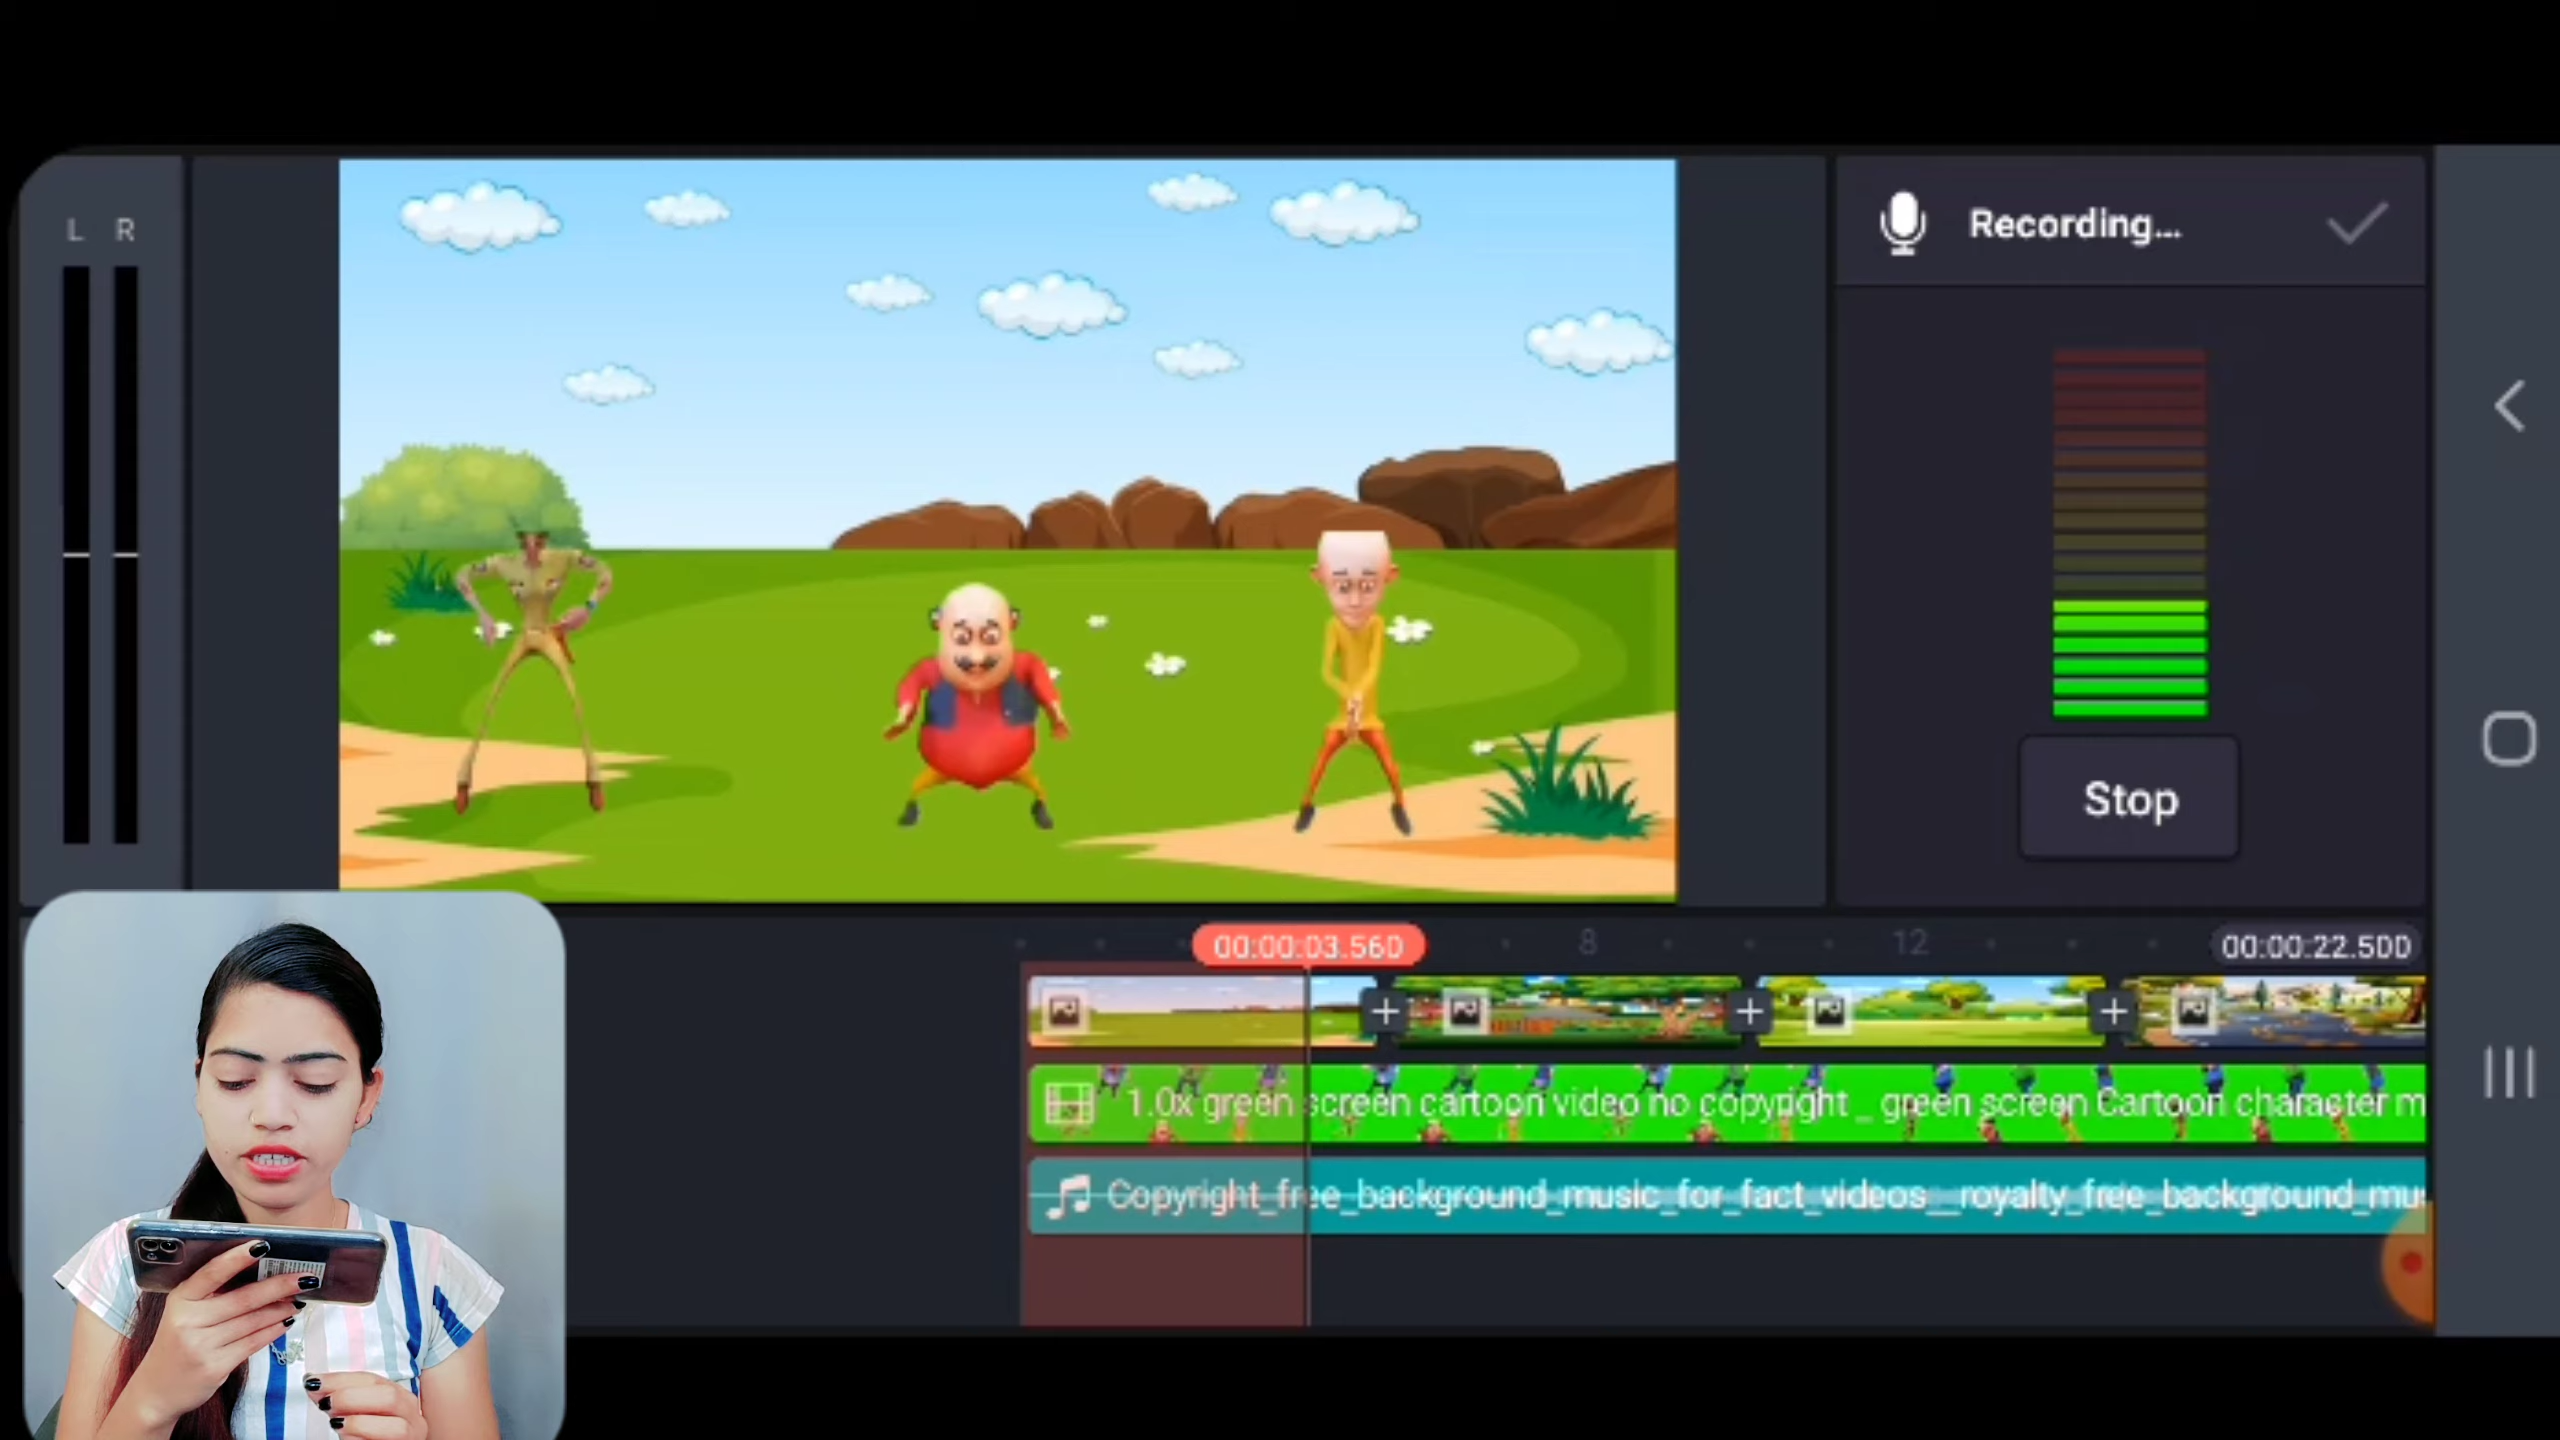 L R
Recording...
Stop
00:00:03.560
8
12
00:00:22.500
1.0x green screen cartoon video no copyright _ green screen Cartoon character m
Copyright_free_background_music_for_fact_videos__royalty_free_background_mu